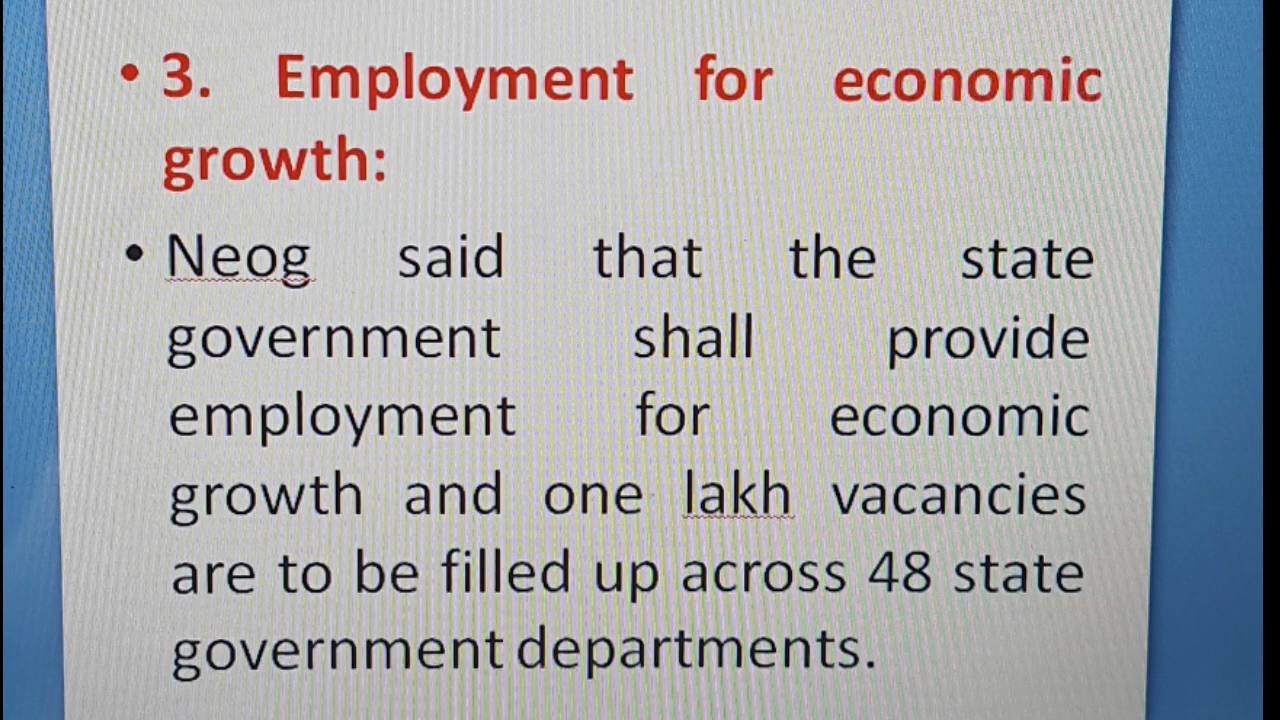 • 3. Employment for economic
growth:
• Neog said that the state
government shall provide
employment for economic
growth and one lakh vacancies
are to be filled up across 48 state
government departments.